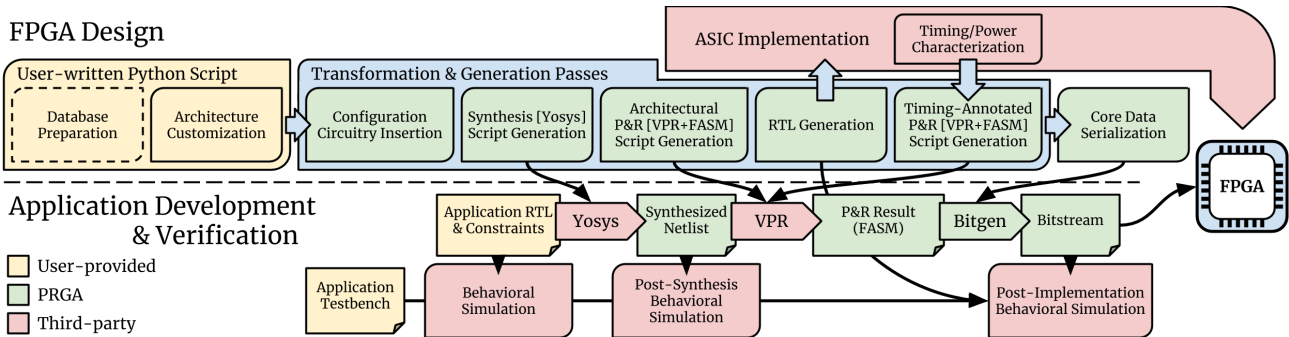 FPGA Design
ASIC Implementation
Timing/Power
Characterization
User-written Python Script
Transformation & Generation Passes
Database
Preparation
Architecture
Customization
Configuration
Circuitry Insertion
Synthesis [Yosys]
Script Generation
Architectural
P&R [VPR+FASM]
Script Generation
RTL Generation
Timing-Annotated
P&R [VPR+FASM]
Script Generation
Core Data
Serialization
FPGA
Application Development
& Verification
Application RTL
& Constraints
Yosys
Synthesized
Netlist
VPR
P&R Result
(FASM)
Bitgen
Bitstream
User-provided
PRGA
Third-party
Application
Testbench
Behavioral
Simulation
Post-Synthesis
Behavioral
Simulation
Post-Implementation
Behavioral Simulation